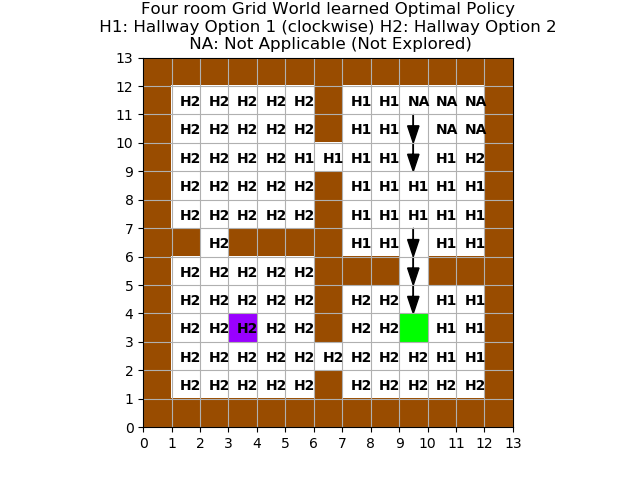 Four room Grid World learned Optimal Policy
H1: Hallway Option 1 (clockwise) H2: Hallway Option 2
NA: Not Applicable (Not Explored)
13
12
H2 H2 H2 H2 H2 H1 H1 NA NA NA
11
H2 H2 H2 H2 H2 H1 H1 NA NA
10
H2 H2 H2 H2 H1 H1 H1 H1 H1 H2
9
H2 H2 H2 H2 H2 H1 H1 H1 H1 H1
8
H2 H2 H2 H2 H2 H1 H1 H1 H1 H1
7
H2 H1 H1 H1 H1
6
H2 H2 H2 H2 H2
5
H2 H2 H2 H2 H2 H2 H2 H1 H1
4
H2 H2 H2 H2 H2 H2 H2 H1 H1
3
H2 H2 H2 H2 H2 H2 H2 H2 H2 H1 H1
2
H2 H2 H2 H2 H2 H2 H2 H2 H2 H2
1
0
0 1 2 3 4 5 6 7 8 9 10 11 12 13